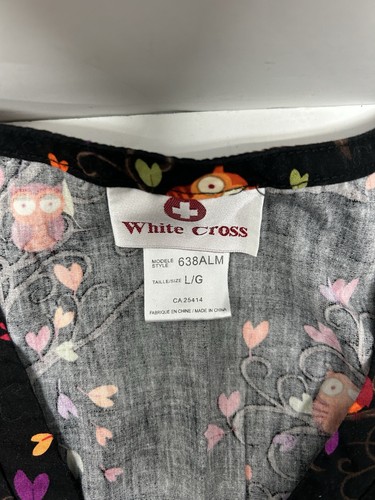 White Cross
MODELE
STYLE 638ALM
TAILLE/SIZE L/G
CA 25414
FABRIQUE EN CHINE / MADE IN CHINA